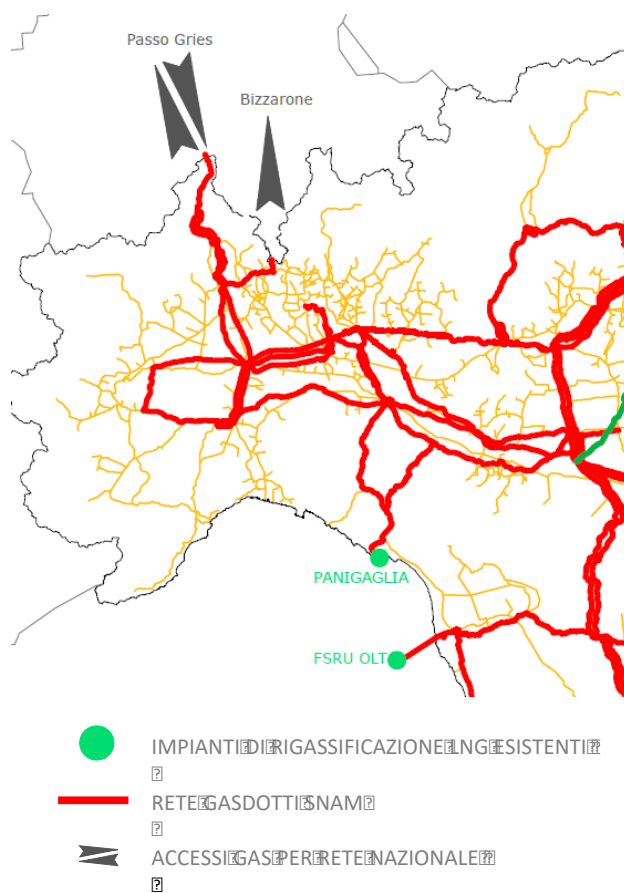 Passo Gries
Bizzarone
PANIGAGLIA
FSRU OLT
IMPIANTI⍰DI⍰RIGASSIFICAZIONE⍰LNG⍰ESISTENTI⍰⍰
⍰
RETE⍰GASDOTTI⍰SNAM⍰
⍰
ACCESSI⍰GAS⍰PER⍰RETE⍰NAZIONALE⍰⍰
⍰